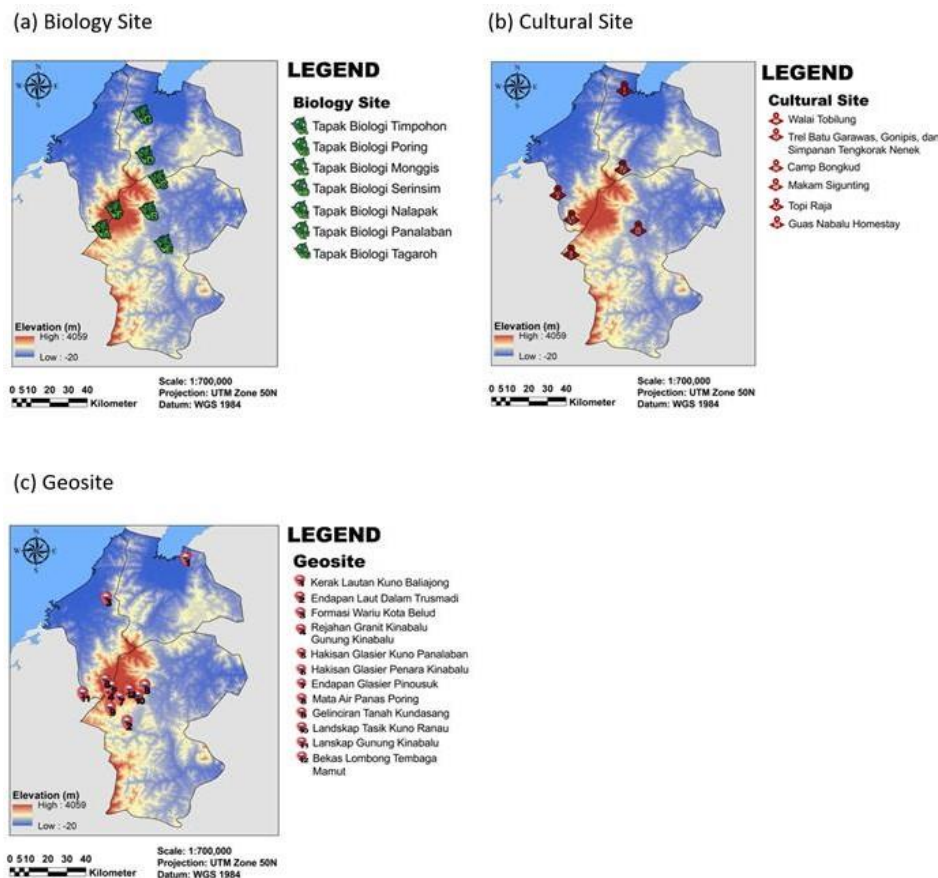 (a) Biology Site
N
W E
S
LEGEND
Biology Site
Tapak Biologi Timpohon
Tapak Biologi Poring
Tapak Biologi Monggis
Tapak Biologi Serinsim
Tapak Biologi Nalapak
Tapak Biologi Panalaban
Tapak Biologi Tagaroh
Elevation (m)
High : 4059
Low : -20
0 5 10 20 30 40
Kilometer
Scale: 1:700,000
Projection: UTM Zone 50N
Datum: WGS 1984
(b) Cultural Site
N
W E
S
LEGEND
Cultural Site
Walai Tobilung
Trel Batu Garawas, Gonipis, dan
Simpanan Tengkorak Nenek
Camp Bongkud
Makam Sigunting
Topi Raja
Guas Nabalu Homestay
Elevation (m)
High : 4059
Low : -20
0 5 10 20 30 40
Kilometer
Scale: 1:700,000
Projection: UTM Zone 50N
Datum: WGS 1984
(c) Geosite
N
W E
S
LEGEND
Geosite
Kerak Lautan Kuno Baliajong
Endapan Laut Dalam Trusmadi
Formasi Wariu Kota Belud
Rejahan Granit Kinabalu
Gunung Kinabalu
Hakisan Glasier Kuno Panalaban
Hakisan Glasier Penara Kinabalu
Endapan Glasier Pinousuk
Mata Air Panas Poring
Gelinciran Tanah Kundasang
Landskap Tasik Kuno Ranau
Lanskap Gunung Kinabalu
Bekas Lombong Tembaga
Mamut
Elevation (m)
High : 4059
Low : -20
0 5 10 20 30 40
Kilometer
Scale: 1:700,000
Projection: UTM Zone 50N
Datum: WGS 1984